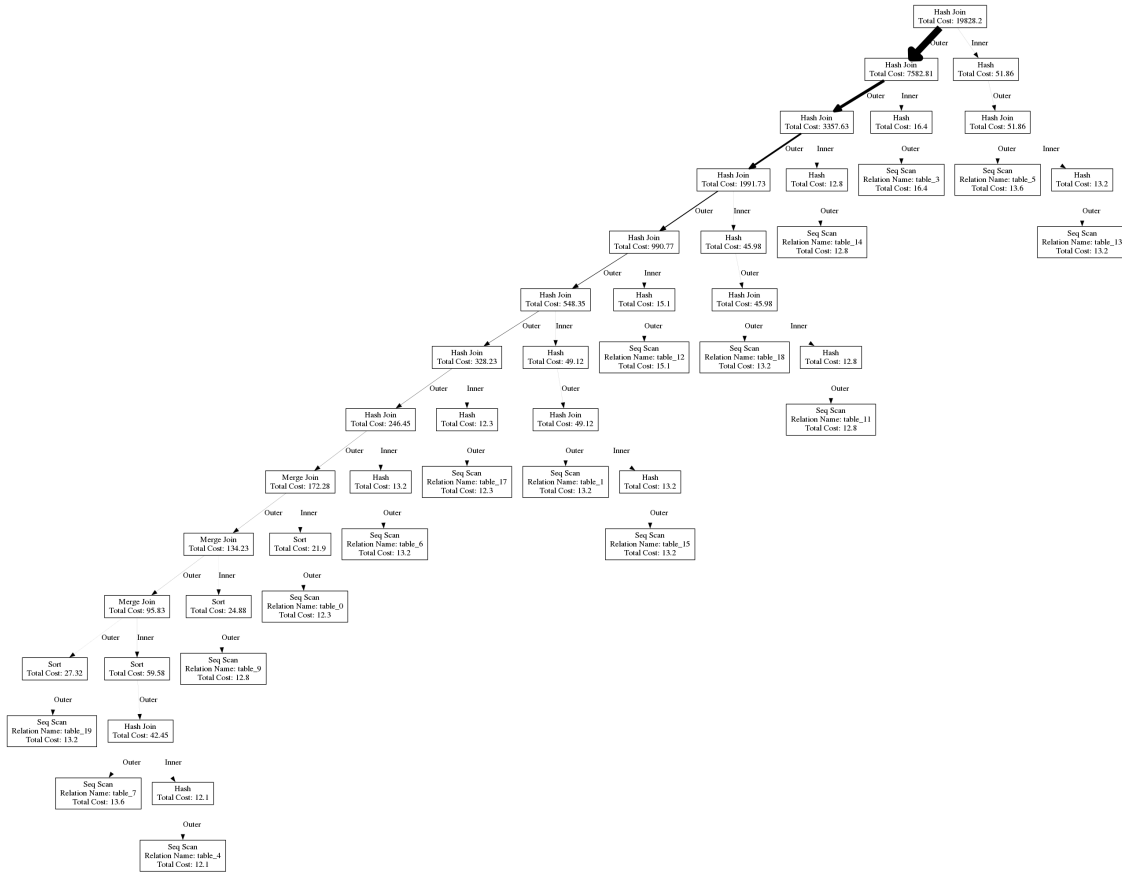 Hash Join
Total Cost: 19828.2
Outer
Inner
Hash Join
Total Cost: 7582.81
Hash
Total Cost: 51.86
Outer
Inner
Outer
Hash Join
Total Cost: 3357.63
Hash
Total Cost: 16.4
Hash Join
Total Cost: 51.86
Outer
Inner
Outer
Outer
Inner
Hash Join
Total Cost: 1991.73
Hash
Total Cost: 12.8
Seq Scan
Relation Name: table_3
Total Cost: 16.4
Seq Scan
Relation Name: table_5
Total Cost: 13.6
Hash
Total Cost: 13.2
Outer
Inner
Outer
Outer
Hash Join
Total Cost: 990.77
Hash
Total Cost: 45.98
Seq Scan
Relation Name: table_14
Total Cost: 12.8
Seq Scan
Relation Name: table_13
Total Cost: 13.2
Outer
Inner
Outer
Hash Join
Total Cost: 548.35
Hash
Total Cost: 15.1
Hash Join
Total Cost: 45.98
Outer
Inner
Outer
Outer
Inner
Hash Join
Total Cost: 328.23
Hash
Total Cost: 49.12
Seq Scan
Relation Name: table_12
Total Cost: 15.1
Seq Scan
Relation Name: table_18
Total Cost: 13.2
Hash
Total Cost: 12.8
Outer
Inner
Outer
Outer
Hash Join
Total Cost: 246.45
Hash
Total Cost: 12.3
Hash Join
Total Cost: 49.12
Seq Scan
Relation Name: table_11
Total Cost: 12.8
Outer
Inner
Outer
Outer
Inner
Merge Join
Total Cost: 172.28
Hash
Total Cost: 13.2
Seq Scan
Relation Name: table_17
Total Cost: 12.3
Seq Scan
Relation Name: table_1
Total Cost: 13.2
Hash
Total Cost: 13.2
Outer
Inner
Outer
Outer
Merge Join
Total Cost: 134.23
Sort
Total Cost: 21.9
Seq Scan
Relation Name: table_6
Total Cost: 13.2
Seq Scan
Relation Name: table_15
Total Cost: 13.2
Outer
Inner
Outer
Merge Join
Total Cost: 95.83
Sort
Total Cost: 24.88
Seq Scan
Relation Name: table_0
Total Cost: 12.3
Outer
Inner
Outer
Sort
Total Cost: 27.32
Sort
Total Cost: 59.58
Seq Scan
Relation Name: table_9
Total Cost: 12.8
Outer
Outer
Seq Scan
Relation Name: table_19
Total Cost: 13.2
Hash Join
Total Cost: 42.45
Outer
Inner
Seq Scan
Relation Name: table_7
Total Cost: 13.6
Hash
Total Cost: 12.1
Outer
Seq Scan
Relation Name: table_4
Total Cost: 12.1